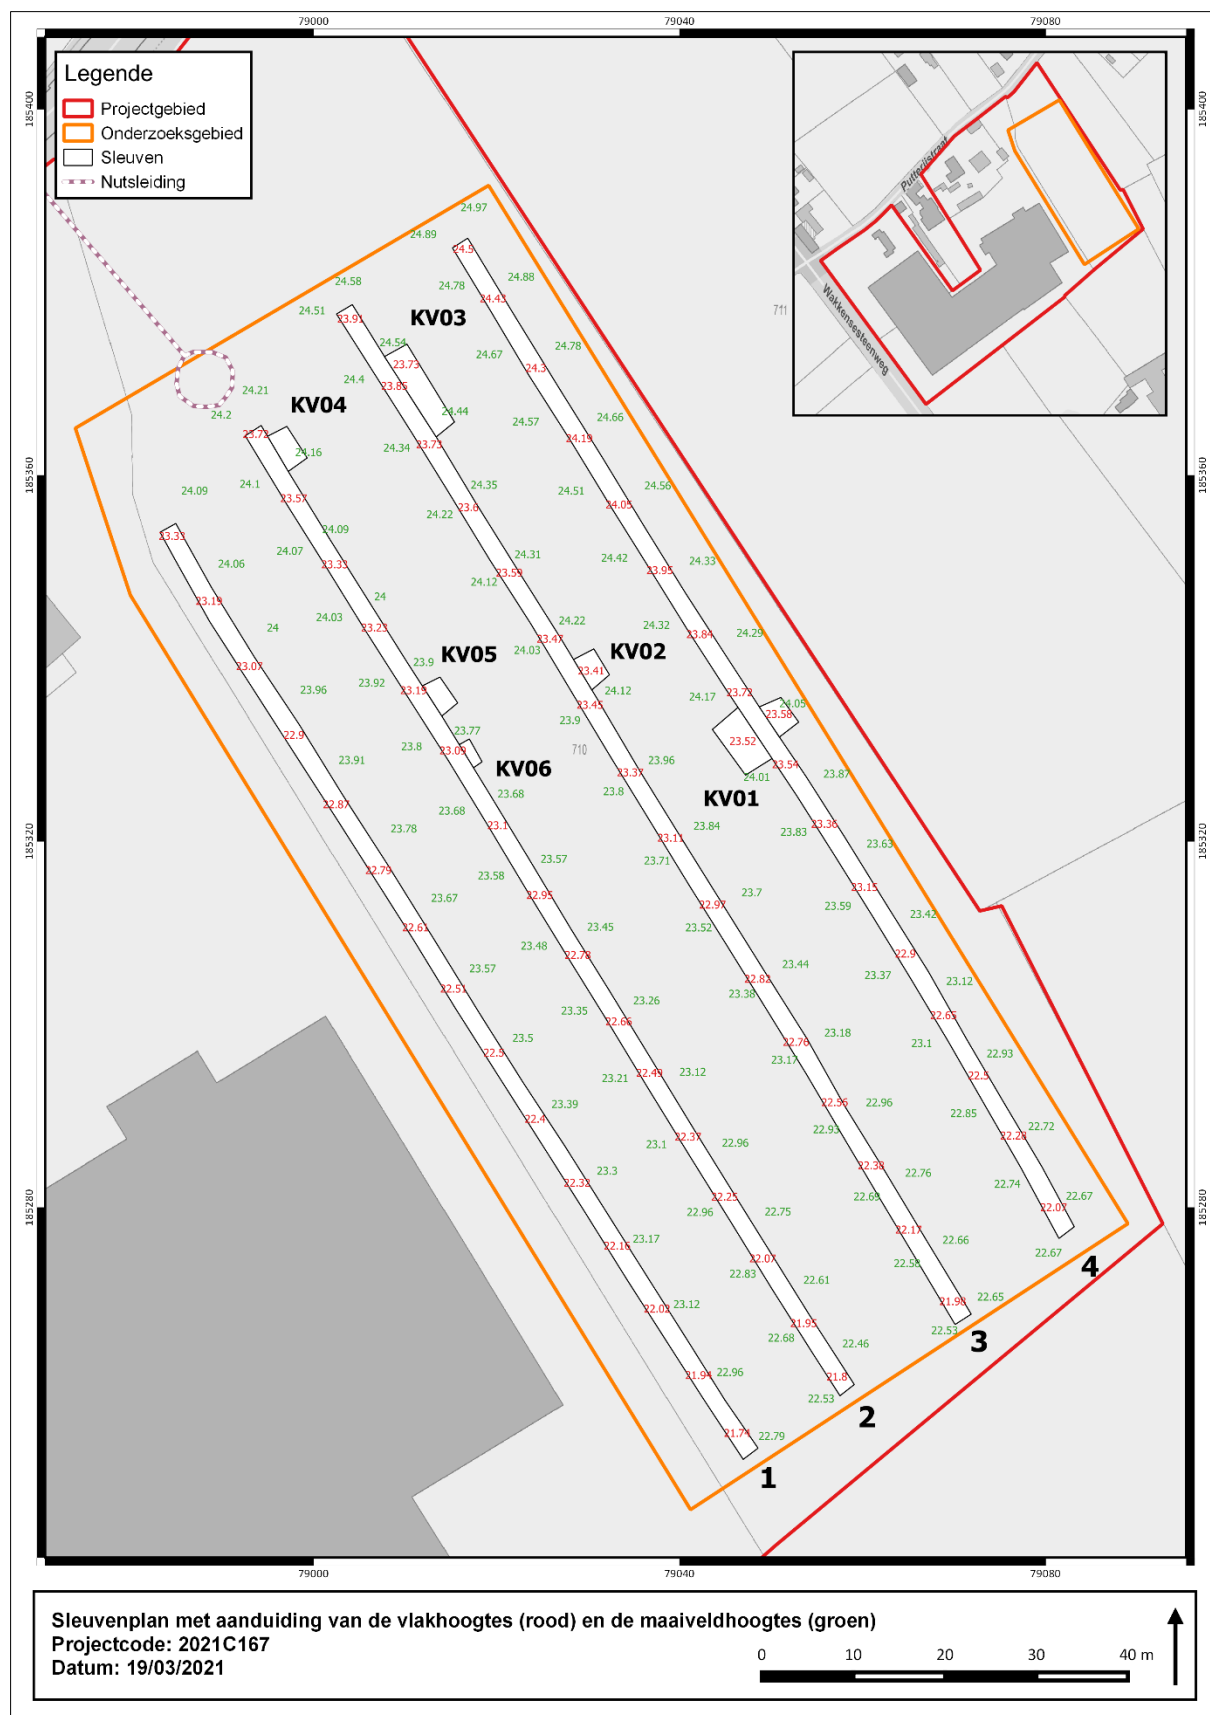 79000 79040 79080
Legende
Projectgebied
Onderzoeksgebied
Sleuven
Nutsleiding
Putterijstraat
Wakkensesteenweg
185400 185400
24.97
24.89
24.5
24.58 24.78 24.88
24.43
24.51 23.91 KV03 711
24.54 24.67 24.78
23.73 24.3
24.4 23.85
24.21
24.2 KV04 24.44 24.57 24.66
23.72 24.34 23.73 24.19
24.16
185360 185360
24.09 24.1 23.57 24.35 24.51 24.56
24.22 23.6 24.05
23.33 24.09
24.06 24.07 23.33 24.31 24.42 24.33
24.12 23.59 23.95
23.19 24
24.03 24.22 24.32 23.84 24.29
24 23.23 23.47
24.03
23.07 23.9 KV05 KV02
23.96 23.92 23.19 23.41 24.12 24.17 23.72
23.45 24.05
23.9 23.58
22.9 23.8 23.77 710 23.52
23.91 23.09 KV06 23.37 23.96 24.01 23.54 23.87
23.68 23.8 KV01
22.87 23.68
23.78 23.1 23.84 23.83 23.36
23.11 23.63
185320 185320
22.79 23.57 23.71
23.58 23.15
23.67 22.95 22.97 23.7 23.59 23.42
22.61 23.45 23.52
23.48 22.78 22.9
23.57 23.44 23.37 23.12
22.51 23.38 22.82
23.35 23.26 22.65
22.66 23.18
23.5 22.76 23.1 22.93
22.5 23.17
23.21 22.49 23.12 22.5
23.39 22.55 22.96 22.85
22.4 22.37 22.93 22.72
23.1 22.96 22.28
23.3 22.38 22.76
22.32 22.25 22.69 22.74 22.67
22.96 22.75 22.07
185280 185280
23.17 22.17 22.66
22.16 22.07 22.58 22.67
22.83 22.61 4
23.12 22.65
22.02 21.98
21.95 22.53
22.68 22.46 3
22.96
21.94 21.8
22.53
2
21.74 22.79
1
79000 79040 79080
Sleuvenplan met aanduiding van de vlakhoogtes (rood) en de maaiveldhoogtes (groen)
Projectcode: 2021C167
Datum: 19/03/2021
0 10 20 30 40 m